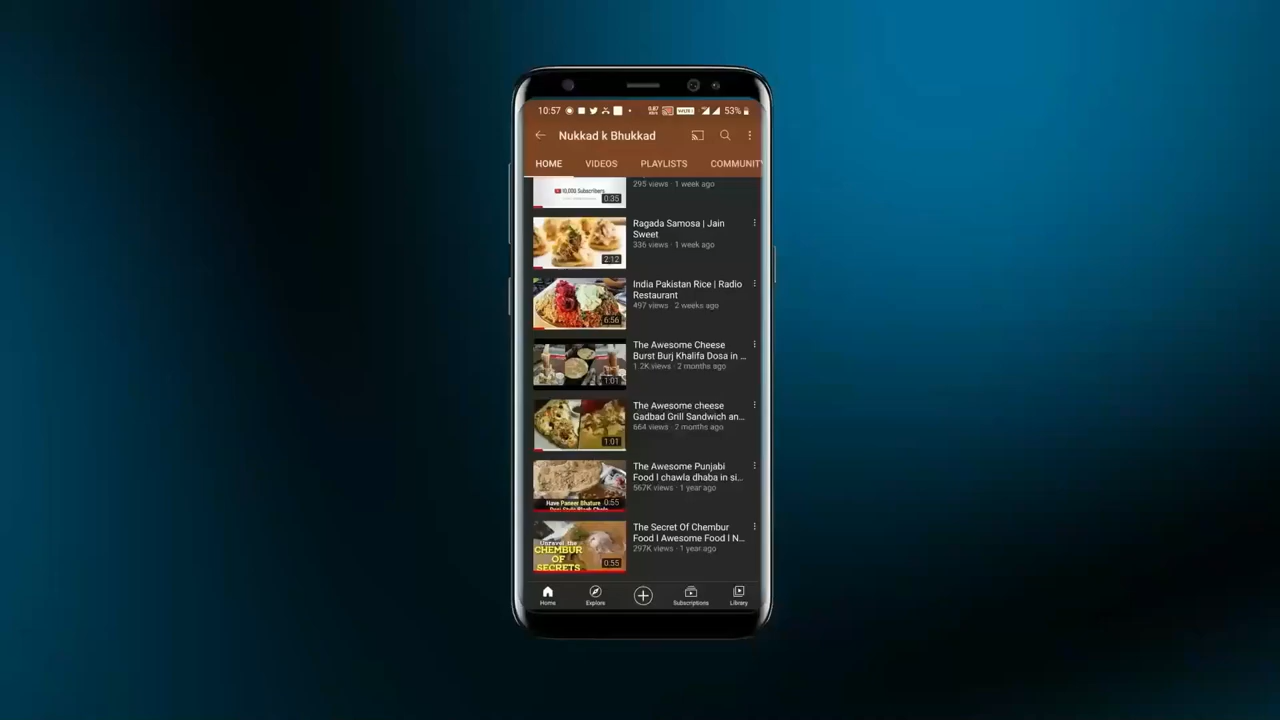 10:57
0.87
53%
Nukkad k Bhukkad
HOME VIDEOS PLAYLISTS COMMUNITY
10,000 Subscribers
0:35
295 views · 1 week ago
2:12
Ragada Samosa | Jain
Sweet
336 views · 1 week ago
6:56
India Pakistan Rice | Radio
Restaurant
497 views · 2 weeks ago
1:01
The Awesome Cheese
Burst Burj Khalifa Dosa in ...
1.2K views · 2 months ago
1:01
The Awesome cheese
Gadbad Grill Sandwich an...
664 views · 2 months ago
Have Paneer Bhature
0:55
The Awesome Punjabi
Food I chawla dhaba in si...
567K views · 1 year ago
Unravel the
CHEMBUR
OF
SECRETS
0:55
The Secret Of Chembur
Food I Awesome Food I N...
297K views · 1 year ago
Home Explore Subscriptions Library